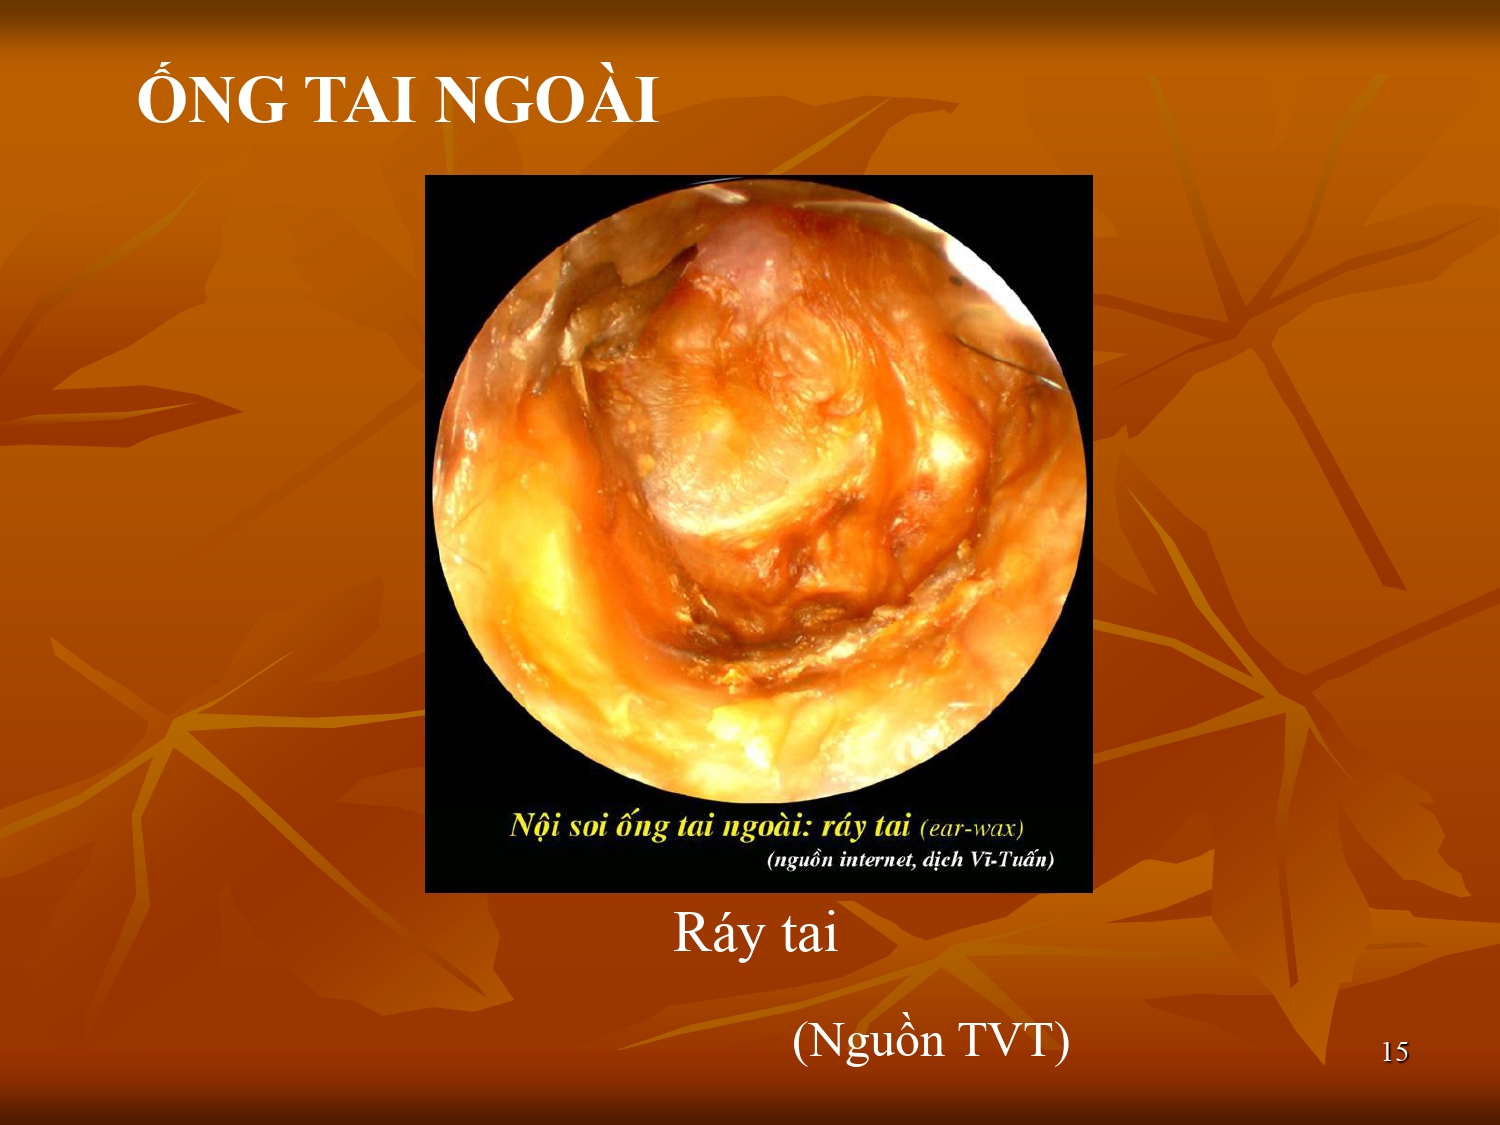 ỐNG TAI NGOÀI
Nội soi ống tai ngoài: ráy tai (ear-wax)
(nguồn internet, dịch Vĩ-Tuấn)
Ráy tai
(Nguồn TVT)
15